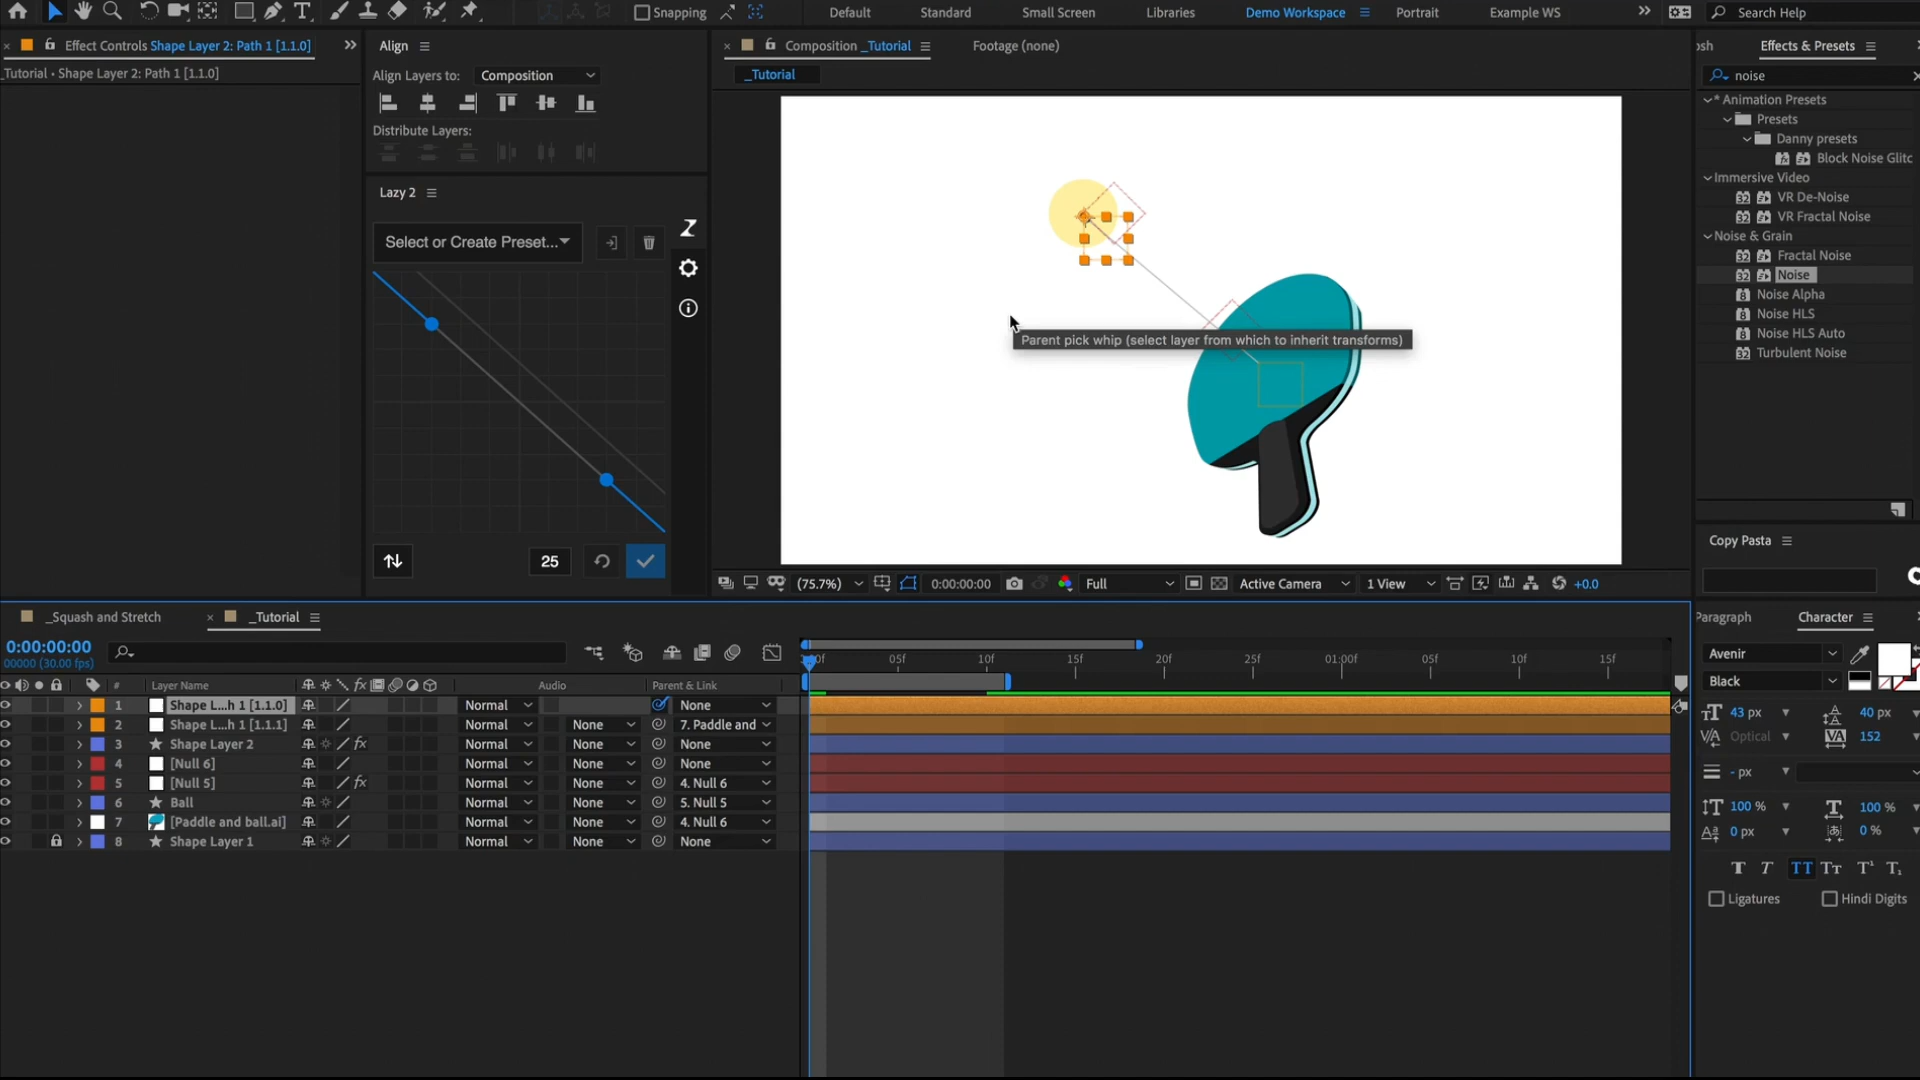 Snapping
Default
Standard
Small Screen
Libraries
Demo Workspace
Portrait
Example WS
Search Help
Effect Controls Shape Layer 2: Path 1 [1.1.0]
_Tutorial • Shape Layer 2: Path 1 [1.1.0]
Align
Align Layers to:
Composition
Distribute Layers:
Lazy 2
Select or Create Preset...
25
Composition _Tutorial
Footage (none)
_Tutorial
Parent pick whip (select layer from which to inherit transforms)
(75.7%)
0:00:00:00
Full
Active Camera
1 View
+0.0
osh
Effects & Presets
noise
* Animation Presets
Presets
Danny presets
Block Noise Glitc
Immersive Video
VR De-Noise
VR Fractal Noise
Noise & Grain
Fractal Noise
Noise
Noise Alpha
Noise HLS
Noise HLS Auto
Turbulent Noise
Copy Pasta
Paragraph
Character
Avenir
Black
43 px
40 px
Optical
152
- px
100 %
100 %
0 px
0 %
Ligatures
Hindi Digits
_Squash and Stretch
_Tutorial
0:00:00:00
00000 (30.00 fps)
:00f 05f 10f 15f 20f 25f 01:00f 05f 10f 15f
# Layer Name Audio Parent & Link
1 Shape L...h 1 [1.1.0] Normal None
2 Shape L...h 1 [1.1.1] Normal None 7. Paddle and
3 Shape Layer 2 Normal None None
4 [Null 6] Normal None None
5 [Null 5] Normal None 4. Null 6
6 Ball Normal None 5. Null 5
7 [Paddle and ball.ai] Normal None 4. Null 6
8 Shape Layer 1 Normal None None